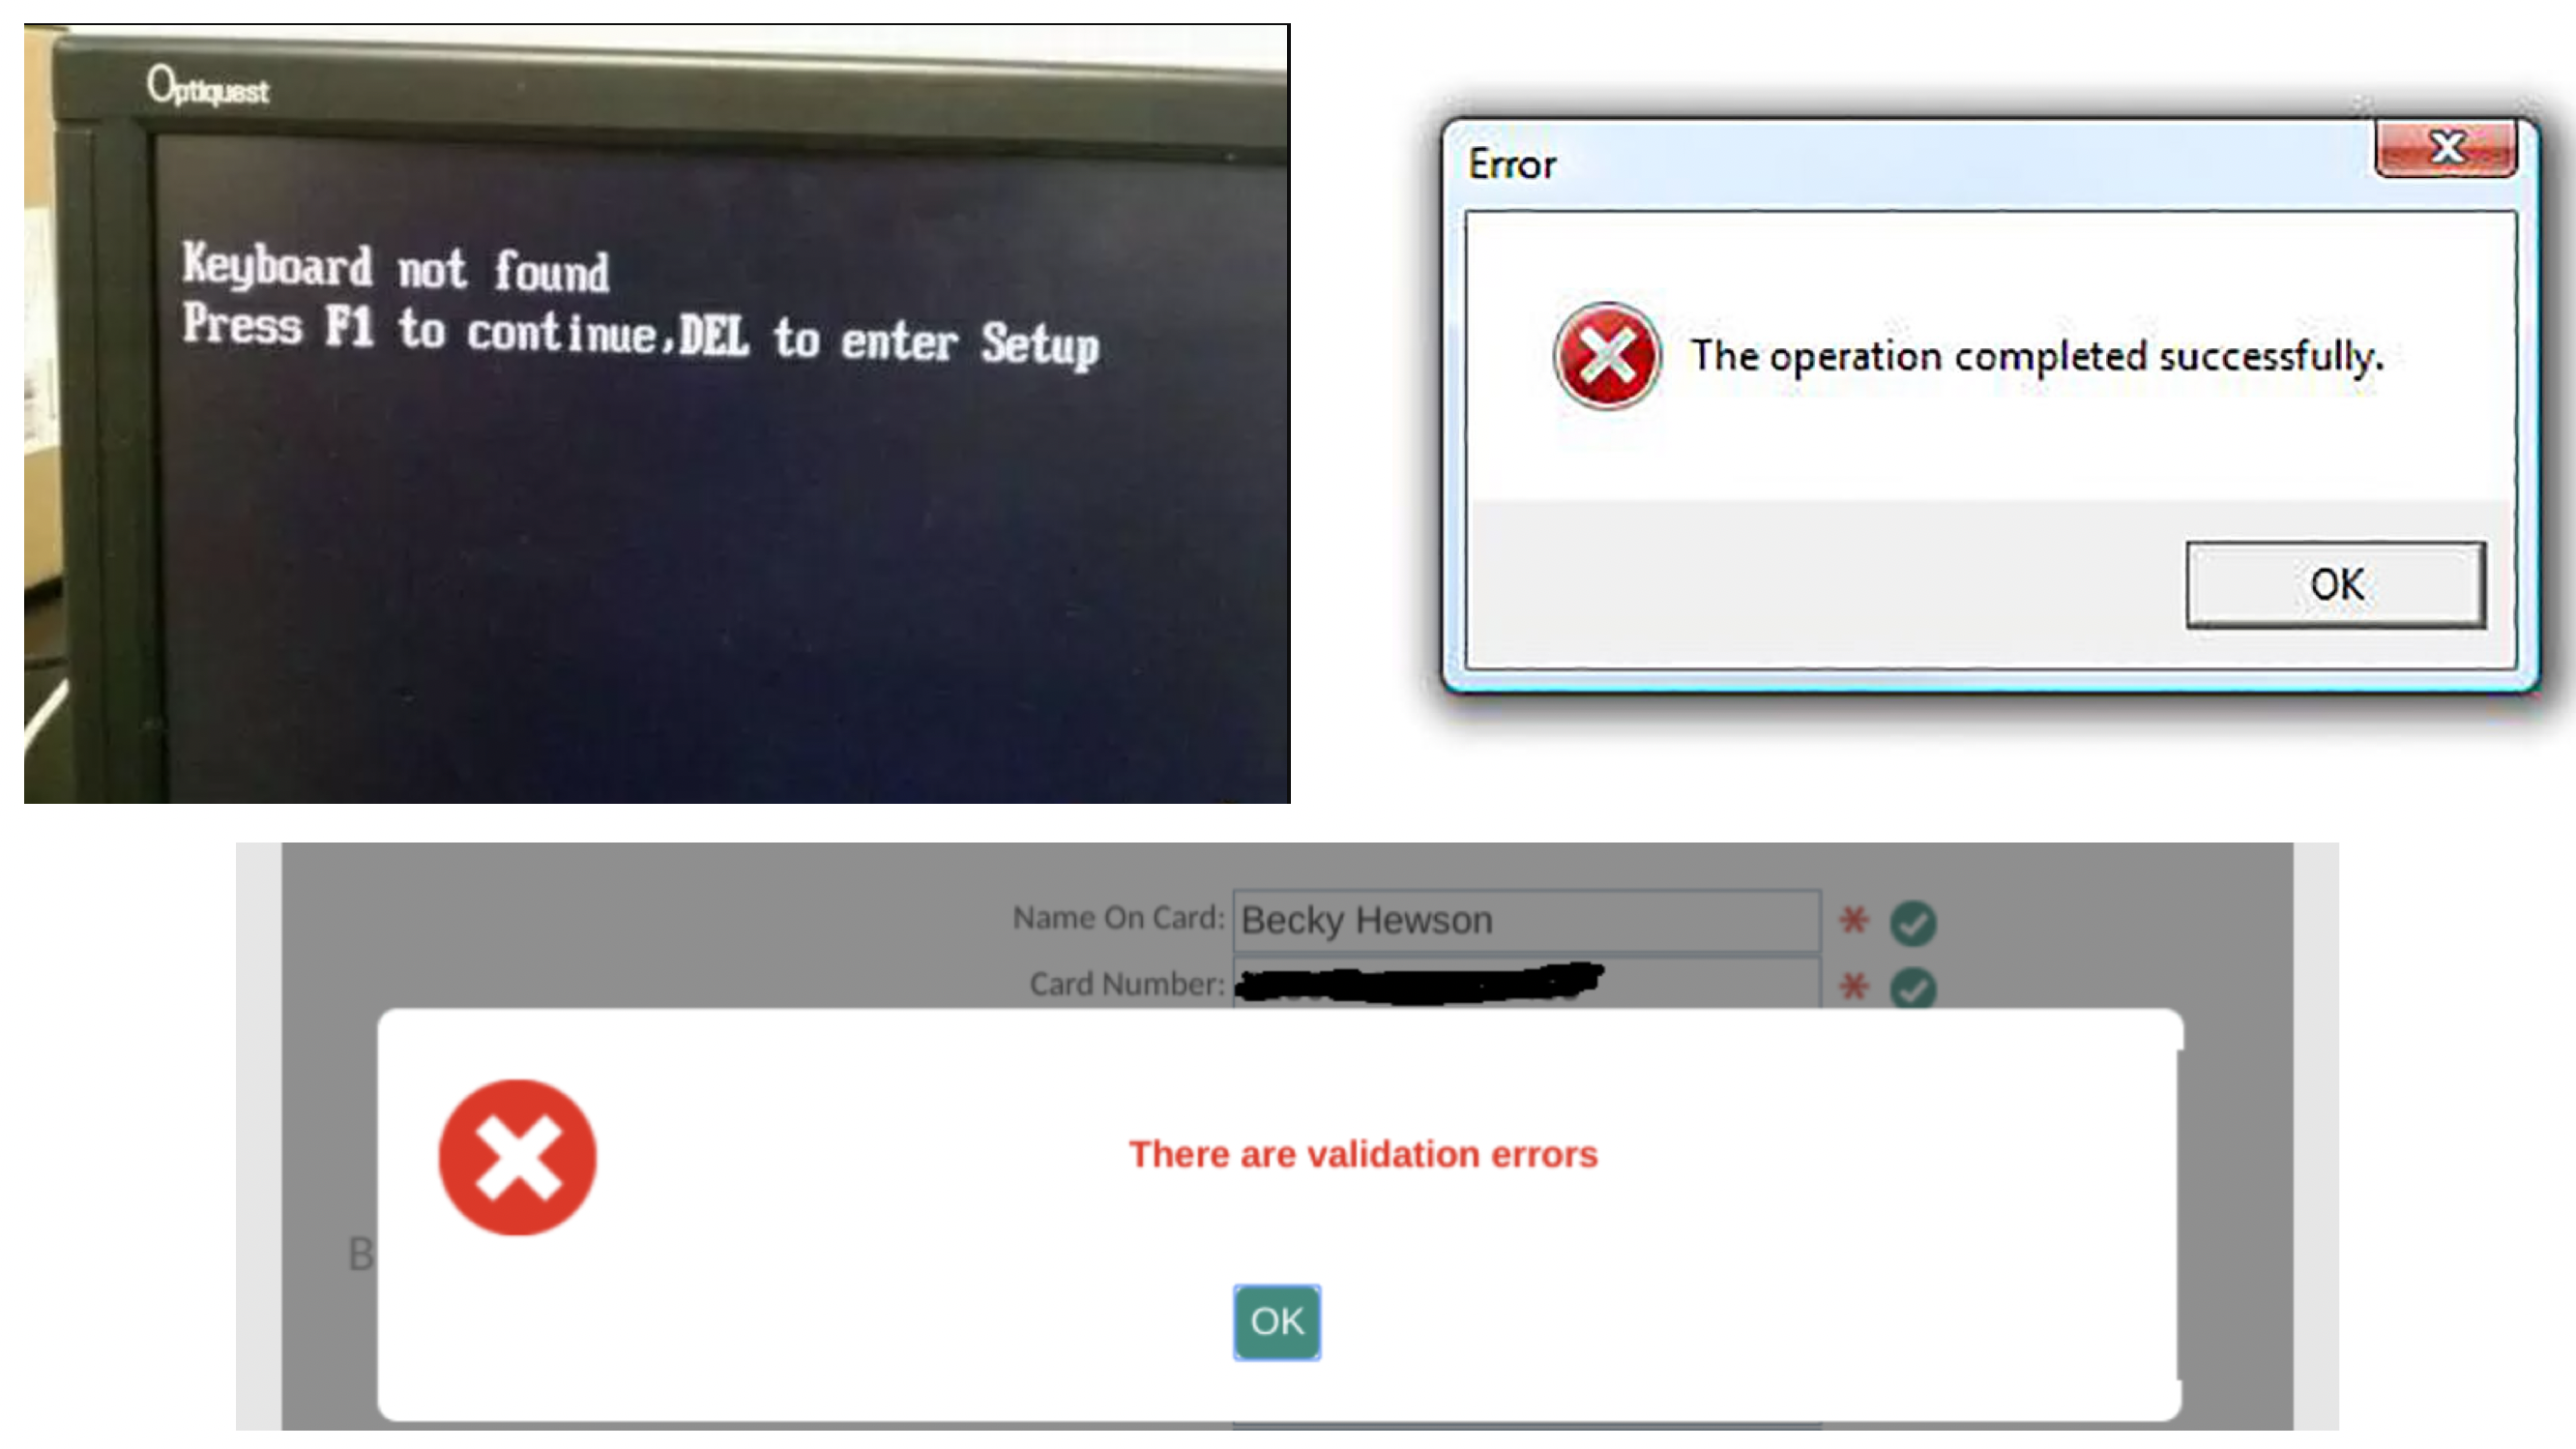 Optiquest
Keyboard not found
Press F1 to continue,DEL to enter Setup
Error
The operation completed successfully.
OK
Name On Card: Becky Hewson *
Card Number: *
There are validation errors
B
OK